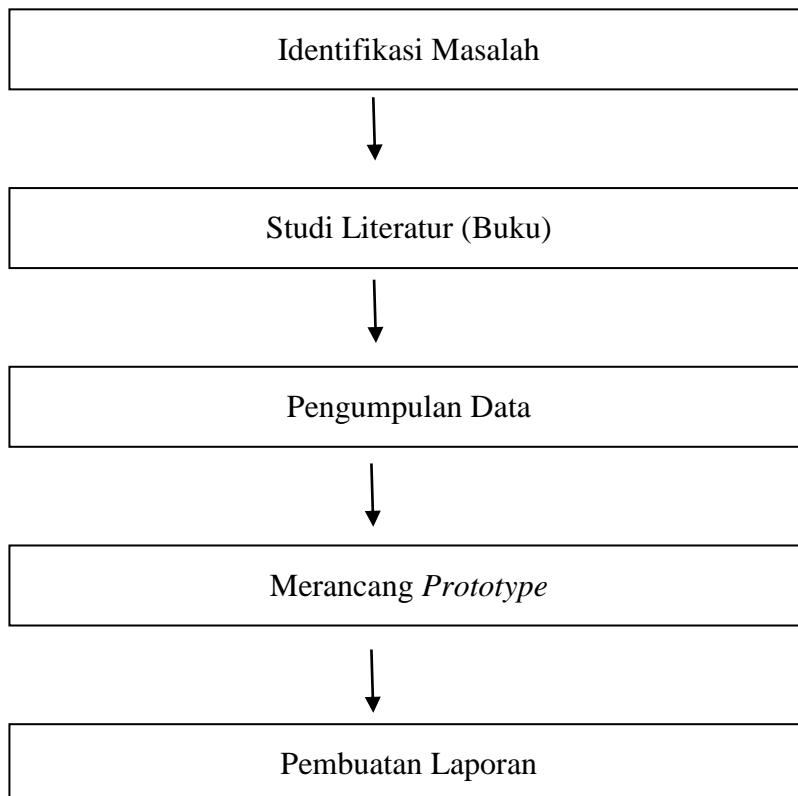 Identifikasi Masalah
Studi Literatur (Buku)
Pengumpulan Data
Merancang Prototype
Pembuatan Laporan